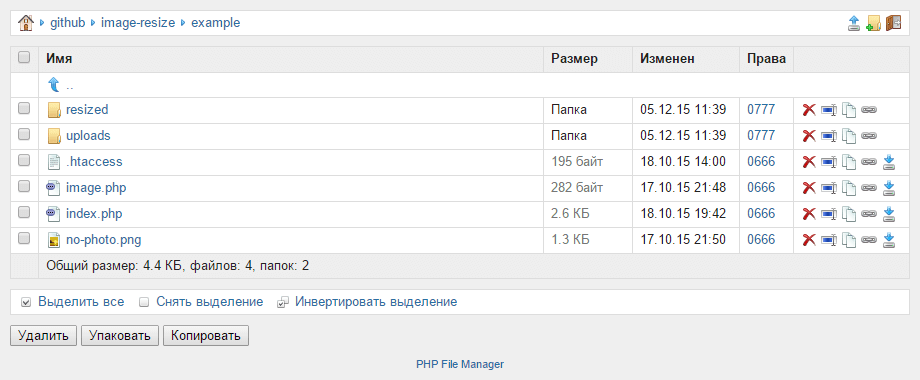 github image-resize example
Имя Размер Изменен Права
..
resized Папка 05.12.15 11:39 0777
uploads Папка 05.12.15 11:39 0777
.htaccess 195 байт 18.10.15 14:00 0666
image.php 282 байт 17.10.15 21:48 0666
index.php 2.6 КБ 18.10.15 19:42 0666
no-photo.png 1.3 КБ 17.10.15 21:50 0666
Общий размер: 4.4 КБ, файлов: 4, папок: 2
Выделить все Снять выделение Инвертировать выделение
Удалить Упаковать Копировать
PHP File Manager